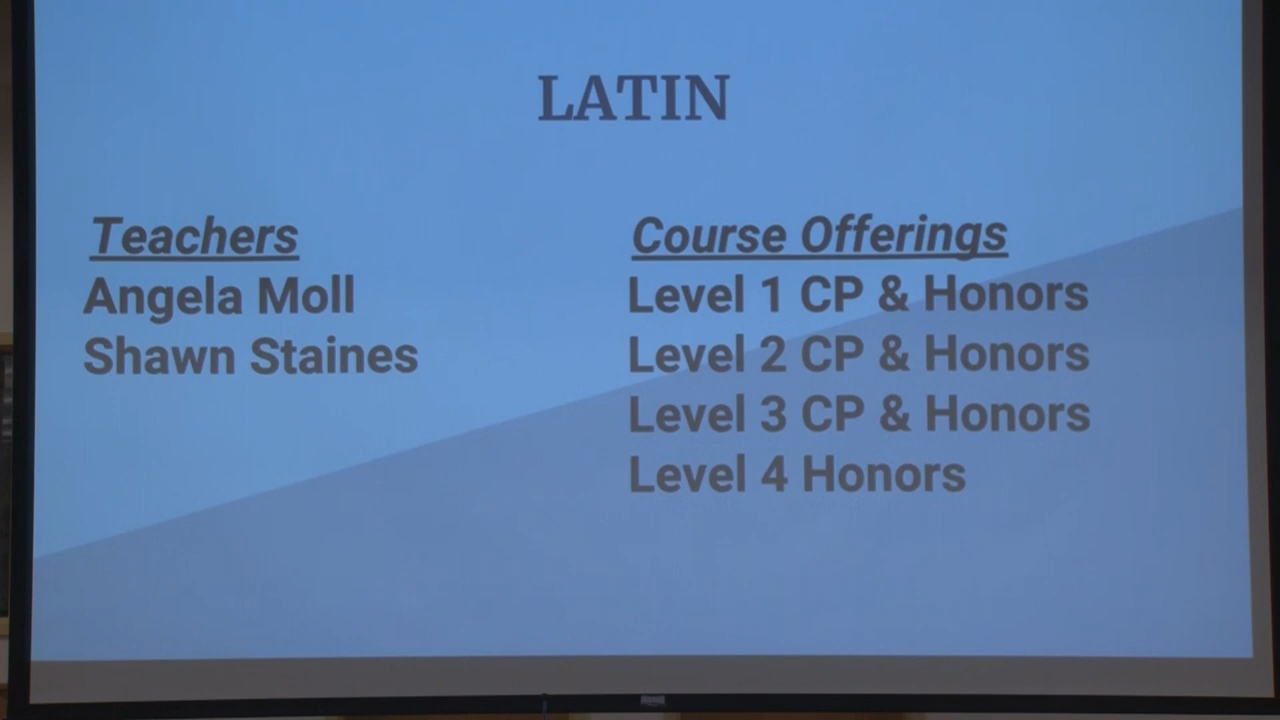 LATIN
Teachers
Angela Moll
Shawn Staines
Course Offerings
Level 1 CP & Honors
Level 2 CP & Honors
Level 3 CP & Honors
Level 4 Honors